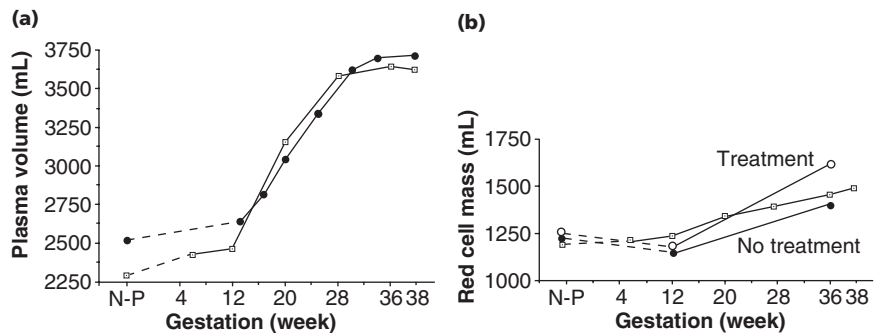 (a)
Plasma volume (mL)
3750
3500
3250
3000
2750
2500
2250
N-P 4 12 20 28 36 38
Gestation (week)
(b)
Red cell mass (mL)
1750
1500
1250
1000
Treatment
No treatment
N-P 4 12 20 28 36 38
Gestation (week)